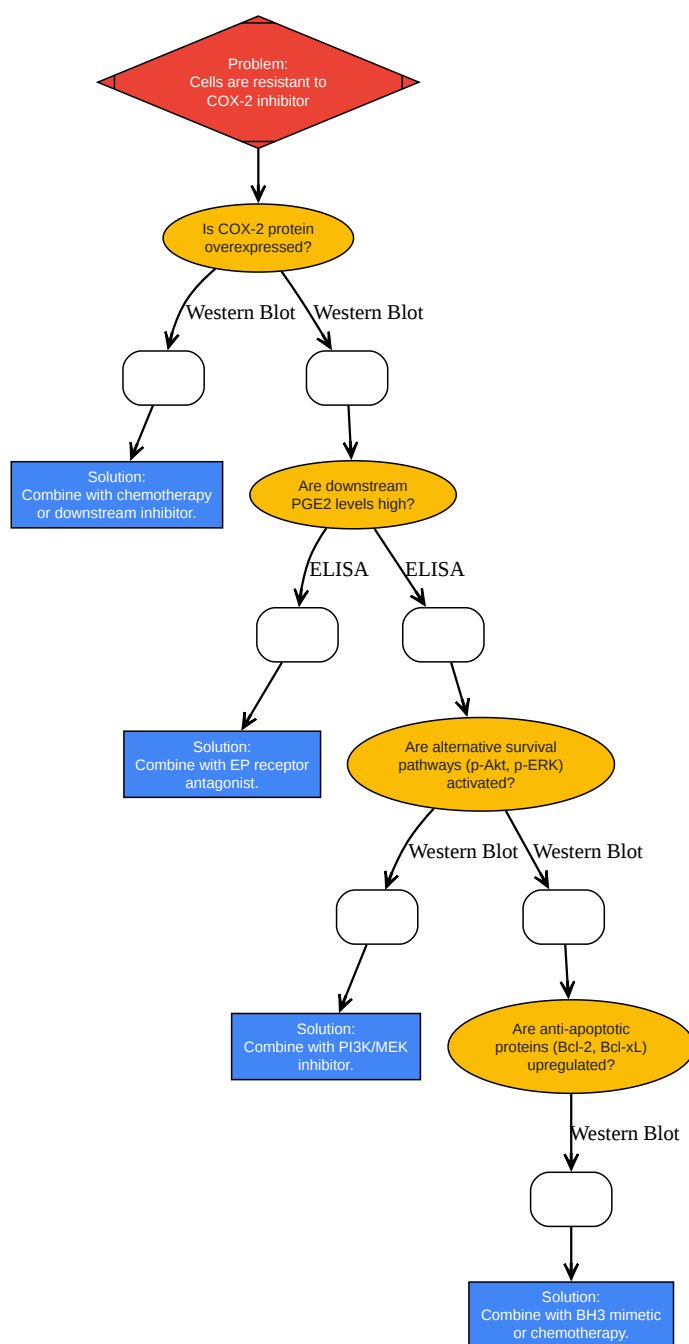 Problem:
Cells are resistant to
COX-2 inhibitor
Is COX-2 protein
overexpressed?
Western Blot
Western Blot
Solution:
Combine with chemotherapy
or downstream inhibitor.
Are downstream
PGE2 levels high?
ELISA
ELISA
Solution:
Combine with EP receptor
antagonist.
Are alternative survival
pathways (p-Akt, p-ERK)
activated?
Western Blot
Western Blot
Solution:
Combine with PI3K/MEK
inhibitor.
Are anti-apoptotic
proteins (Bcl-2, Bcl-xL)
upregulated?
Western Blot
Solution:
Combine with BH3 mimetic
or chemotherapy.